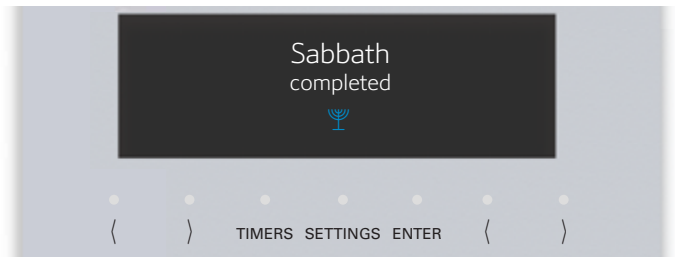 Sabbath
completed
⟨ ⟩ TIMERS SETTINGS ENTER ⟨ ⟩